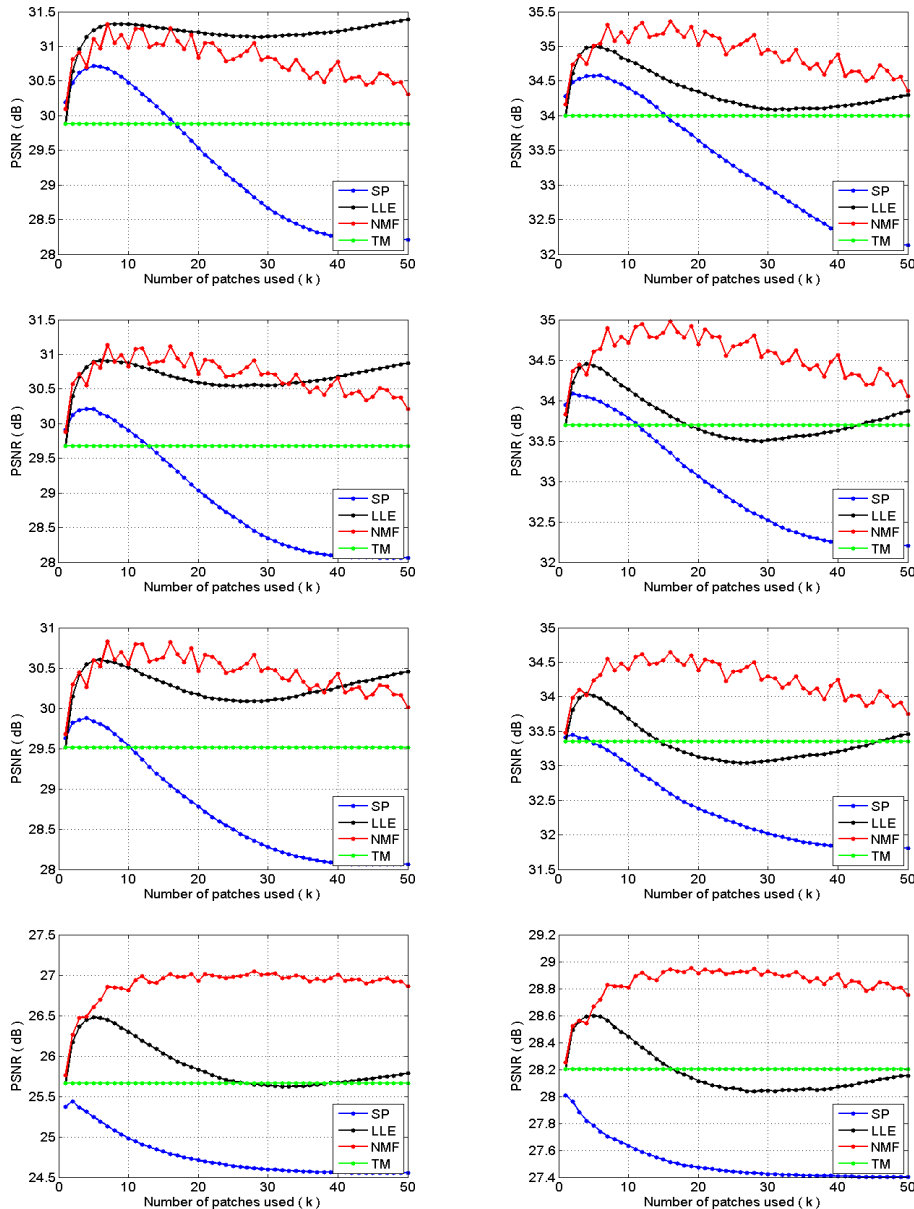 31.5
31
30.5
30
29.5
29
28.5
28
PSNR ( dB )
0 10 20 30 40 50
Number of patches used ( k )
SP
LLE
NMF
TM
35.5
35
34.5
34
33.5
33
32.5
32
PSNR ( dB )
0 10 20 30 40 50
Number of patches used ( k )
SP
LLE
NMF
TM
31.5
31
30.5
30
29.5
29
28.5
28
PSNR ( dB )
0 10 20 30 40 50
Number of patches used ( k )
SP
LLE
NMF
TM
35
34.5
34
33.5
33
32.5
32
PSNR ( dB )
0 10 20 30 40 50
Number of patches used ( k )
SP
LLE
NMF
TM
31
30.5
30
29.5
29
28.5
28
PSNR ( dB )
0 10 20 30 40 50
Number of patches used ( k )
SP
LLE
NMF
TM
35
34.5
34
33.5
33
32.5
32
31.5
PSNR ( dB )
0 10 20 30 40 50
Number of patches used ( k )
SP
LLE
NMF
TM
27.5
27
26.5
26
25.5
25
24.5
PSNR ( dB )
0 10 20 30 40 50
Number of patches used ( k )
SP
LLE
NMF
TM
29.2
29
28.8
28.6
28.4
28.2
28
27.8
27.6
27.4
PSNR ( dB )
0 10 20 30 40 50
Number of patches used ( k )
SP
LLE
NMF
TM